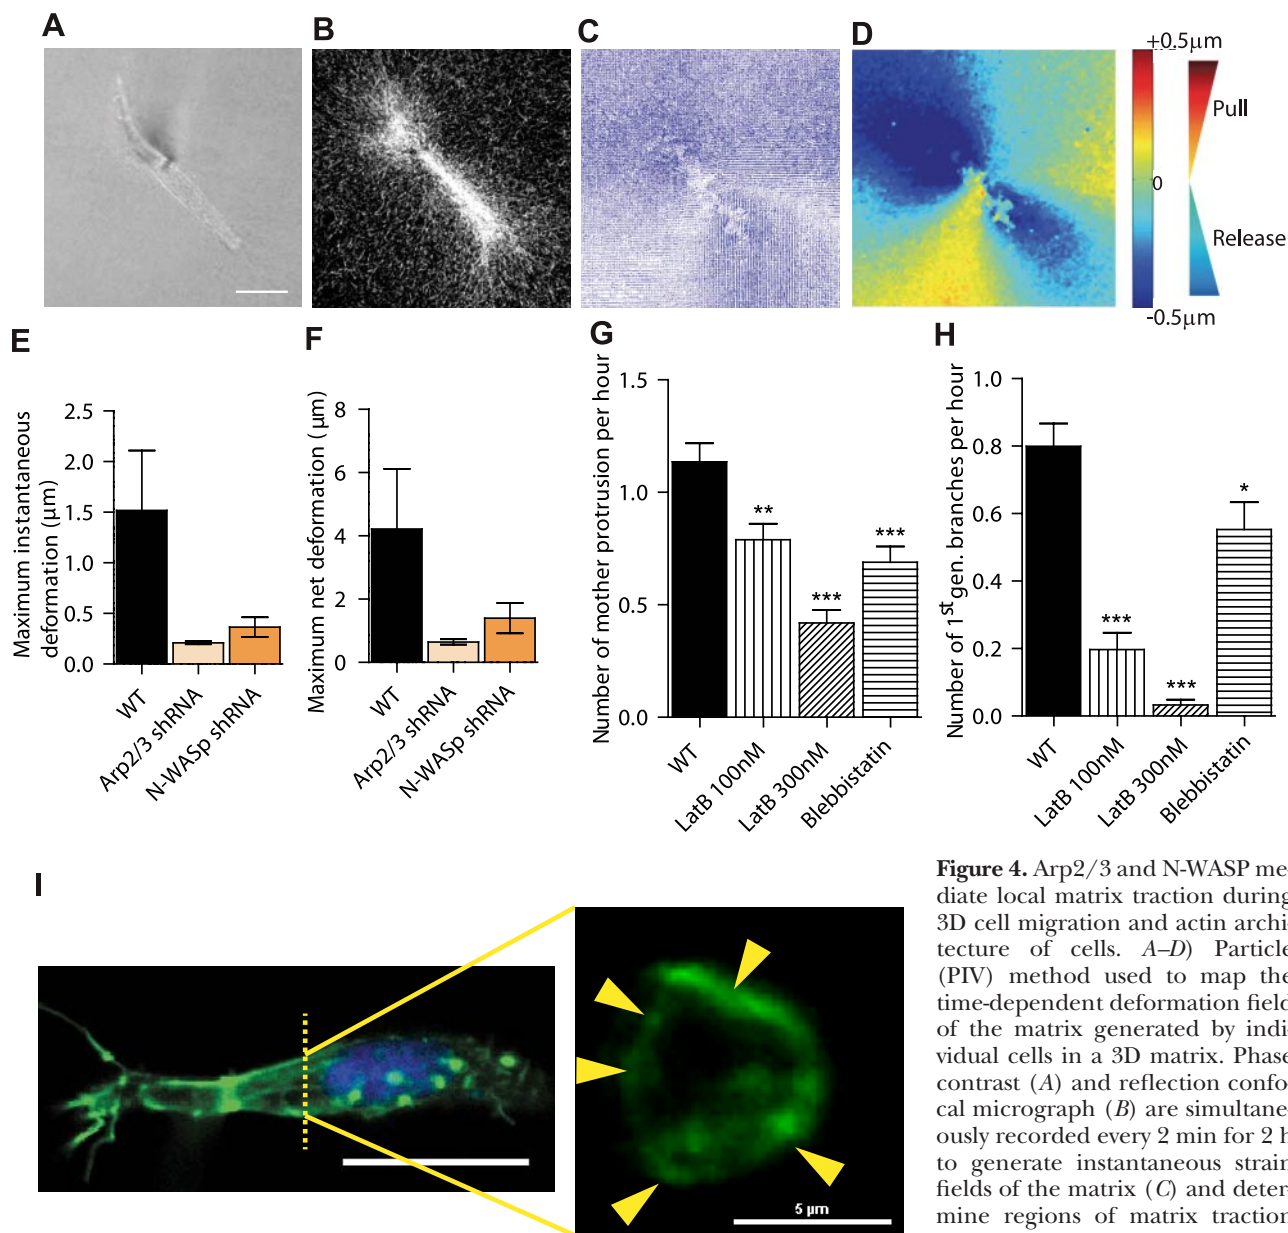 A
B
C
D
+0.5μm
0
-0.5μm
Pull
Release
E
Maximum instantaneous
deformation (μm)
2.5
2.0
1.5
1.0
0.5
0.0
WT
Arp2/3 shRNA
N-WASp shRNA
F
Maximum net deformation (μm)
8
6
4
2
0
WT
Arp2/3 shRNA
N-WASp shRNA
G
Number of mother protrusion per hour
1.5
1.0
0.5
0.0
**
***
***
WT
LatB 100nM
LatB 300nM
Blebbistatin
H
Number of 1st gen. branches per hour
1.0
0.8
0.6
0.4
0.2
0.0
***
***
*
WT
LatB 100nM
LatB 300nM
Blebbistatin
I
5 μm
Figure 4. Arp2/3 and N-WASP me-
diate local matrix traction during
3D cell migration and actin archi-
tecture of cells. A–D) Particle
(PIV) method used to map the
time-dependent deformation field
of the matrix generated by indi-
vidual cells in a 3D matrix. Phase
contrast (A) and reflection confo-
cal micrograph (B) are simultane-
ously recorded every 2 min for 2 h
to generate instantaneous strain
fields of the matrix (C) and deter-
mine regions of matrix traction